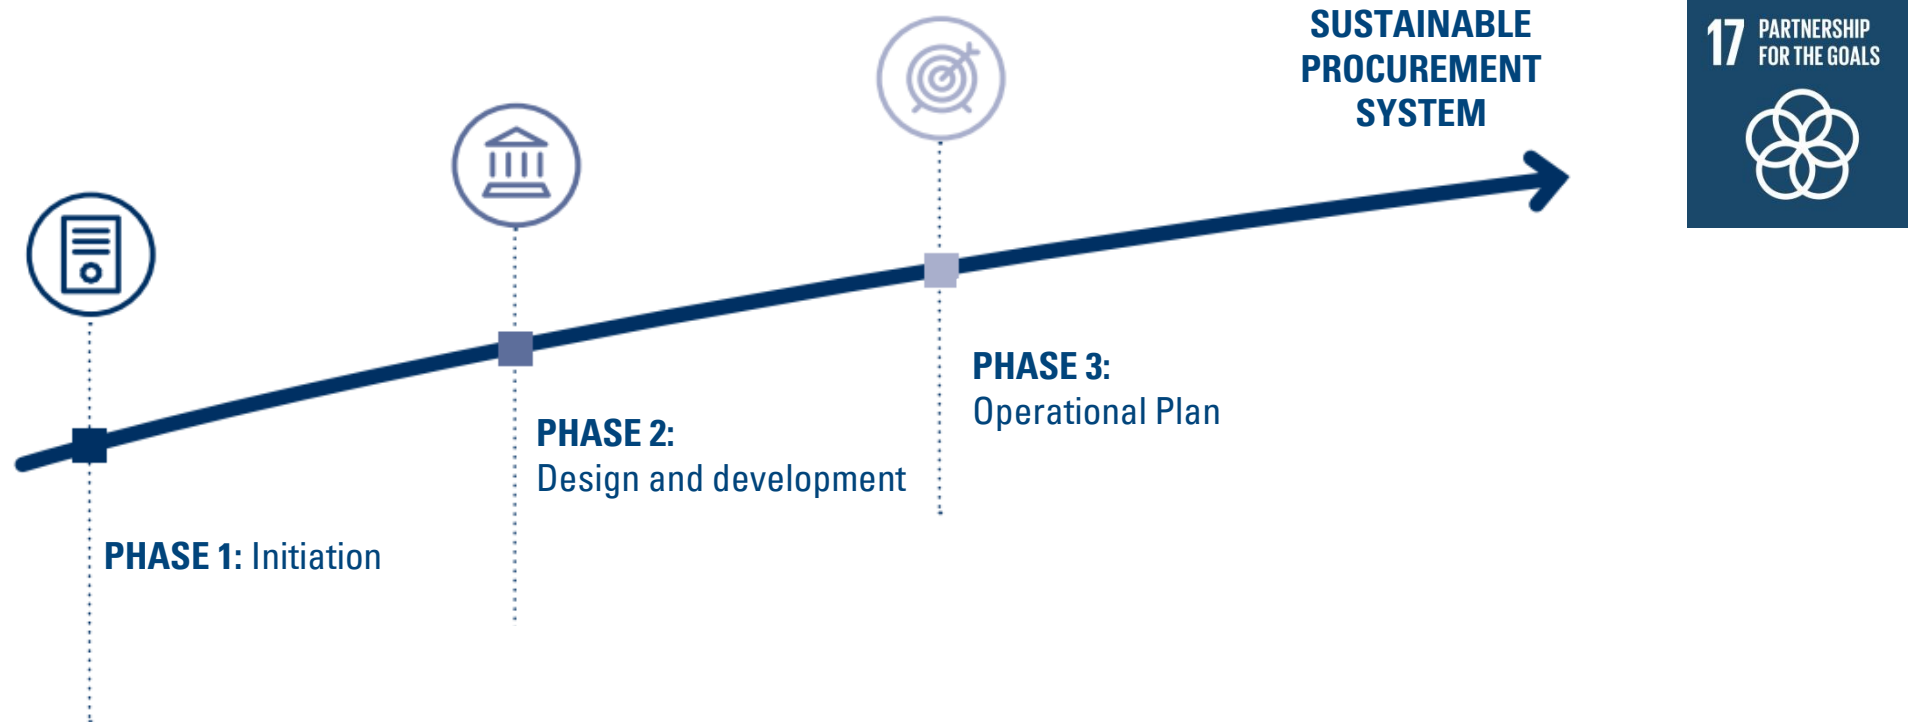 SUSTAINABLE
PROCUREMENT
SYSTEM
17 PARTNERSHIP
FOR THE GOALS
PHASE 3:
Operational Plan
PHASE 2:
Design and development
PHASE 1: Initiation